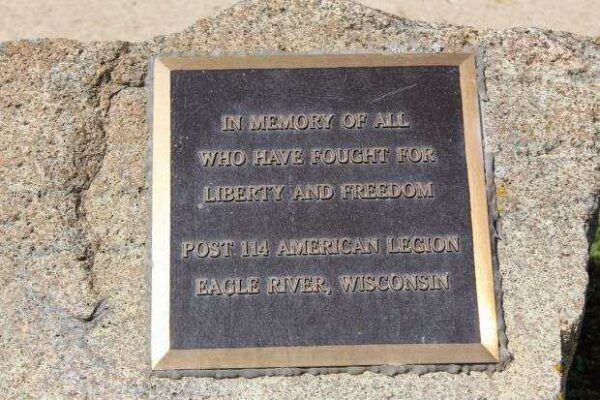 IN MEMORY OF ALL
WHO HAVE FOUGHT FOR
LIBERTY AND FREEDOM
POST 114 AMERICAN LEGION
EAGLE RIVER, WISCONSIN